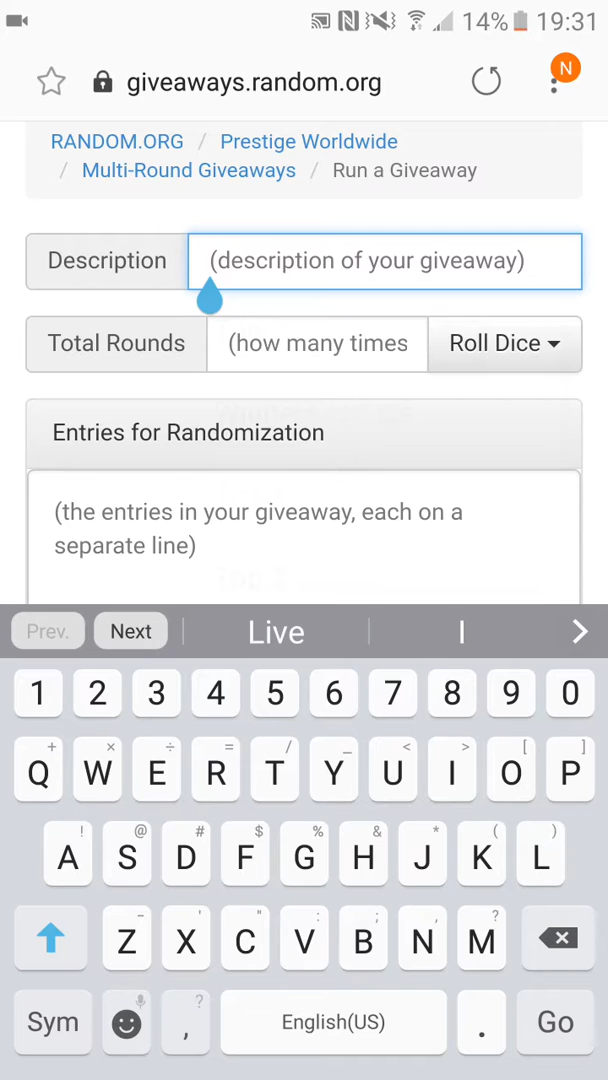 14% 19:31
giveaways.random.org N
RANDOM.ORG / Prestige Worldwide
/ Multi-Round Giveaways / Run a Giveaway
Description (description of your giveaway)
Total Rounds (how many times Roll Dice
Entries for Randomization
(the entries in your giveaway, each on a
separate line)
Prev. Next Live I
1 2 3 4 5 6 7 8 9 0
+ × ÷ = / _ < > [ ]
Q W E R T Y U I O P
! @ # $ % & * ( )
A S D F G H J K L
- ' " : ; , ?
Z X C V B N M
Sym , ? English(US) . Go